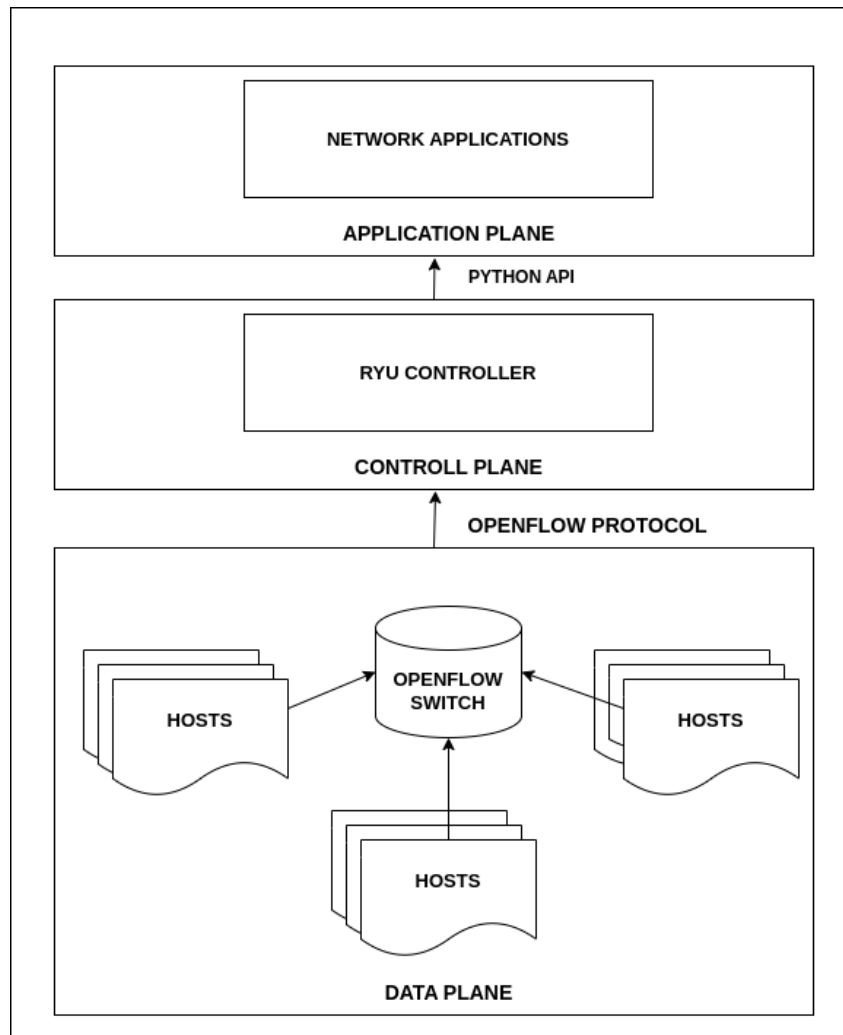 NETWORK APPLICATIONS
APPLICATION PLANE
PYTHON API
RYU CONTROLLER
CONTROLL PLANE
OPENFLOW PROTOCOL
OPENFLOW
SWITCH
HOSTS
HOSTS
HOSTS
DATA PLANE